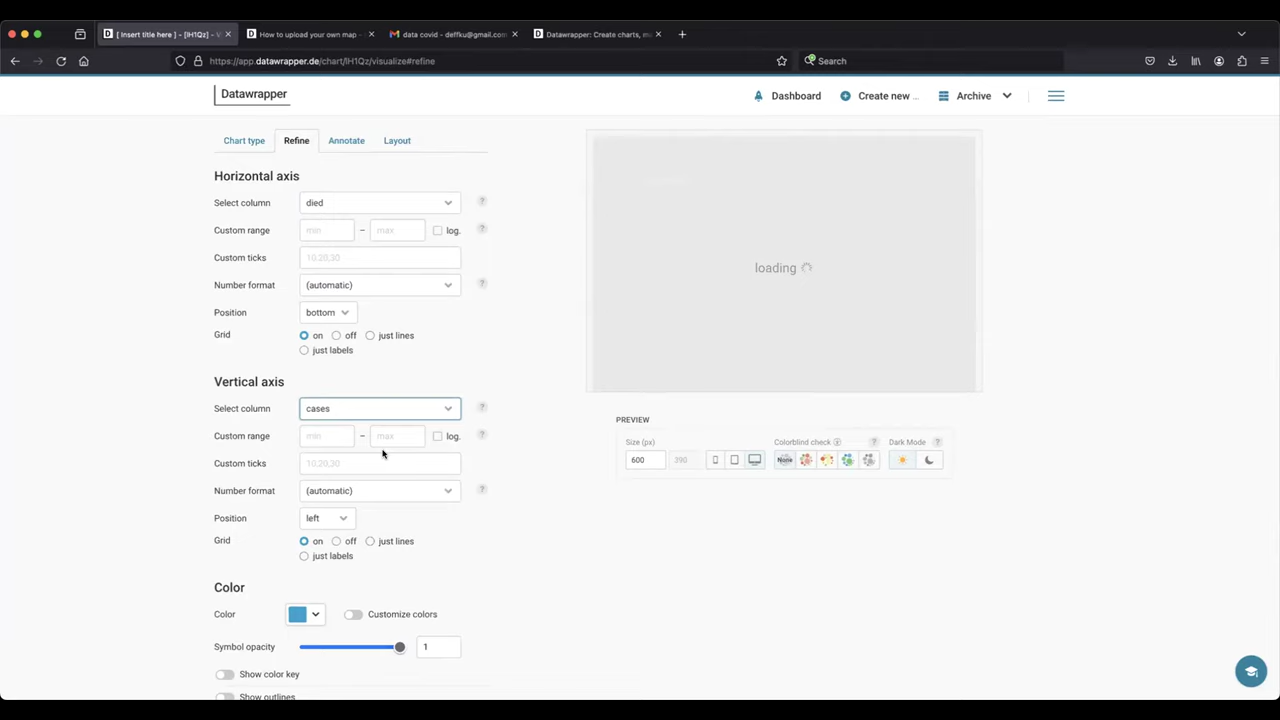 [ Insert title here ] - [lH1Qz] - V
How to upload your own map -
data covid - deffku@gmail.com
Datawrapper: Create charts, ma
https://app.datawrapper.de/chart/lH1Qz/visualize#refine
Search
Datawrapper
Dashboard
Create new ...
Archive
Chart type
Refine
Annotate
Layout
Horizontal axis
Select column
died
?
Custom range
min
–
max
log.
?
Custom ticks
10,20,30
Number format
(automatic)
?
Position
bottom
Grid
on
off
just lines
just labels
Vertical axis
Select column
cases
?
Custom range
min
–
max
log.
?
Custom ticks
10,20,30
Number format
(automatic)
?
Position
left
Grid
on
off
just lines
just labels
Color
Color
Customize colors
Symbol opacity
1
Show color key
Show outlines
loading
PREVIEW
Size (px)
600
390
Colorblind check
?
None
Dark Mode
?